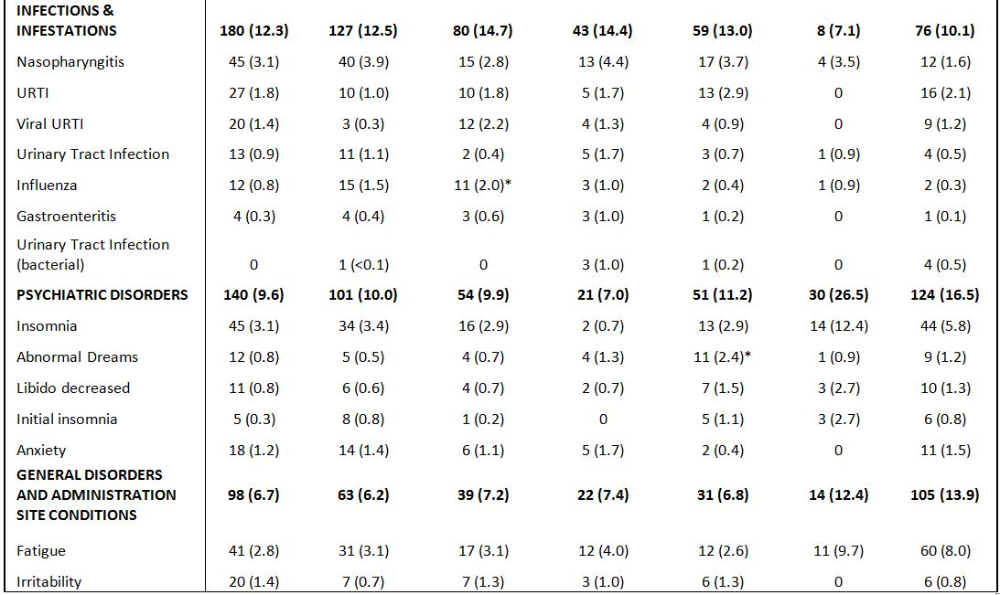 INFECTIONS &
INFESTATIONS 180 (12.3) 127 (12.5) 80 (14.7) 43 (14.4) 59 (13.0) 8 (7.1) 76 (10.1)
Nasopharyngitis 45 (3.1) 40 (3.9) 15 (2.8) 13 (4.4) 17 (3.7) 4 (3.5) 12 (1.6)
URTI 27 (1.8) 10 (1.0) 10 (1.8) 5 (1.7) 13 (2.9) 0 16 (2.1)
Viral URTI 20 (1.4) 3 (0.3) 12 (2.2) 4 (1.3) 4 (0.9) 0 9 (1.2)
Urinary Tract Infection 13 (0.9) 11 (1.1) 2 (0.4) 5 (1.7) 3 (0.7) 1 (0.9) 4 (0.5)
Influenza 12 (0.8) 15 (1.5) 11 (2.0)* 3 (1.0) 2 (0.4) 1 (0.9) 2 (0.3)
Gastroenteritis 4 (0.3) 4 (0.4) 3 (0.6) 3 (1.0) 1 (0.2) 0 1 (0.1)
Urinary Tract Infection
(bacterial) 0 1 (<0.1) 0 3 (1.0) 1 (0.2) 0 4 (0.5)
PSYCHIATRIC DISORDERS 140 (9.6) 101 (10.0) 54 (9.9) 21 (7.0) 51 (11.2) 30 (26.5) 124 (16.5)
Insomnia 45 (3.1) 34 (3.4) 16 (2.9) 2 (0.7) 13 (2.9) 14 (12.4) 44 (5.8)
Abnormal Dreams 12 (0.8) 5 (0.5) 4 (0.7) 4 (1.3) 11 (2.4)* 1 (0.9) 9 (1.2)
Libido decreased 11 (0.8) 6 (0.6) 4 (0.7) 2 (0.7) 7 (1.5) 3 (2.7) 10 (1.3)
Initial insomnia 5 (0.3) 8 (0.8) 1 (0.2) 0 5 (1.1) 3 (2.7) 6 (0.8)
Anxiety 18 (1.2) 14 (1.4) 6 (1.1) 5 (1.7) 2 (0.4) 0 11 (1.5)
GENERAL DISORDERS
AND ADMINISTRATION 98 (6.7) 63 (6.2) 39 (7.2) 22 (7.4) 31 (6.8) 14 (12.4) 105 (13.9)
SITE CONDITIONS
Fatigue 41 (2.8) 31 (3.1) 17 (3.1) 12 (4.0) 12 (2.6) 11 (9.7) 60 (8.0)
Irritability 20 (1.4) 7 (0.7) 7 (1.3) 3 (1.0) 6 (1.3) 0 6 (0.8)